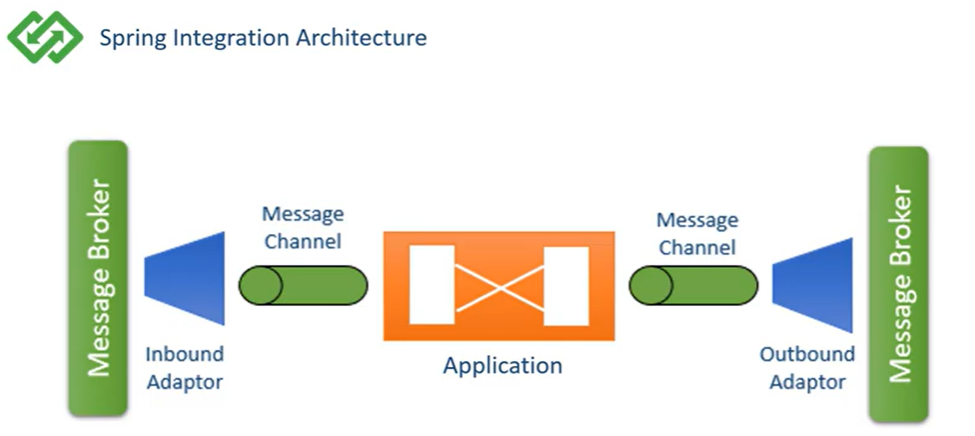 Spring Integration Architecture
Message Broker
Inbound
Adaptor
Message
Channel
Application
Message
Channel
Outbound
Adaptor
Message Broker